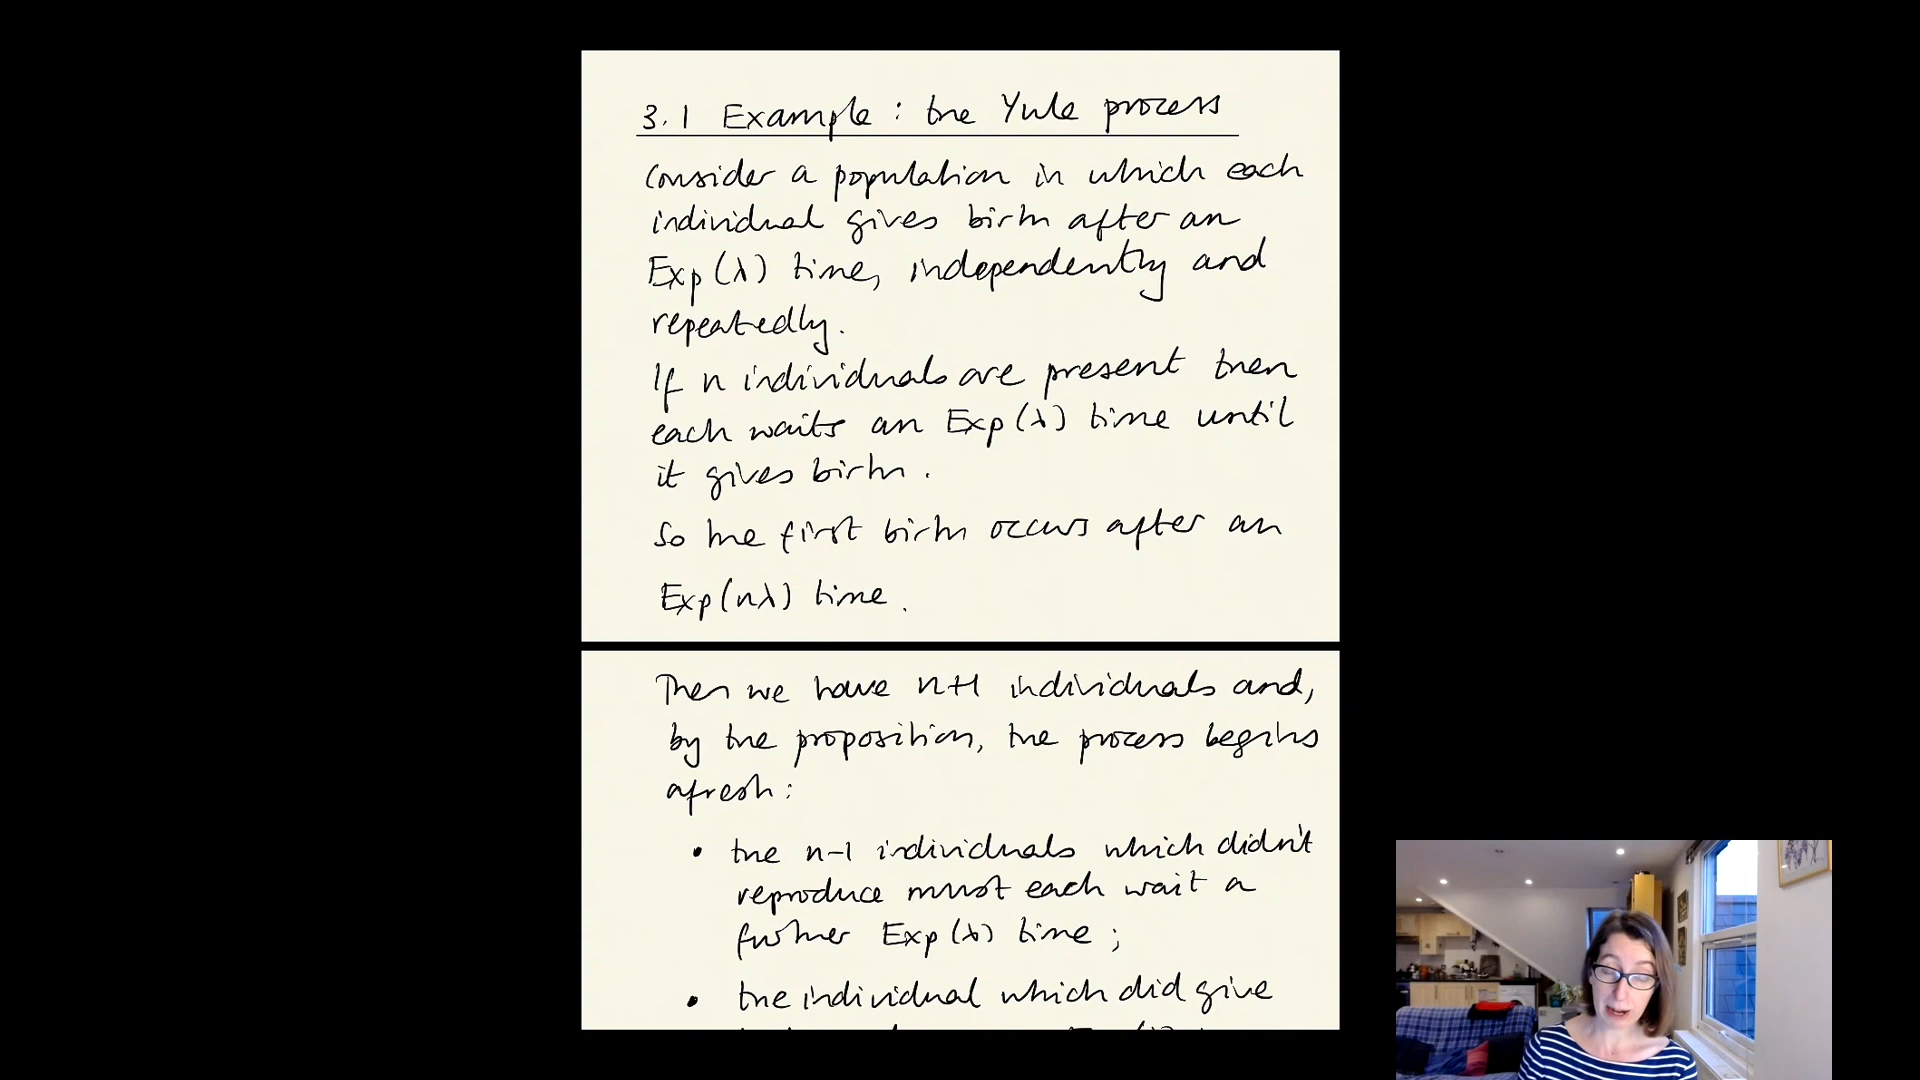 3.1 Example: the Yule process
Consider a population in which each
individual gives birth after an
Exp(λ) time, independently and
repeatedly.
If n individuals are present then
each waits an Exp(λ) time until
it gives birth.
So the first birth occurs after an
Exp(nλ) time.
Then we have n+1 individuals and,
by the proposition, the process begins
afresh:
• the n-1 individuals which didn't
reproduce must each wait a
further Exp(λ) time;
• the individual which did give